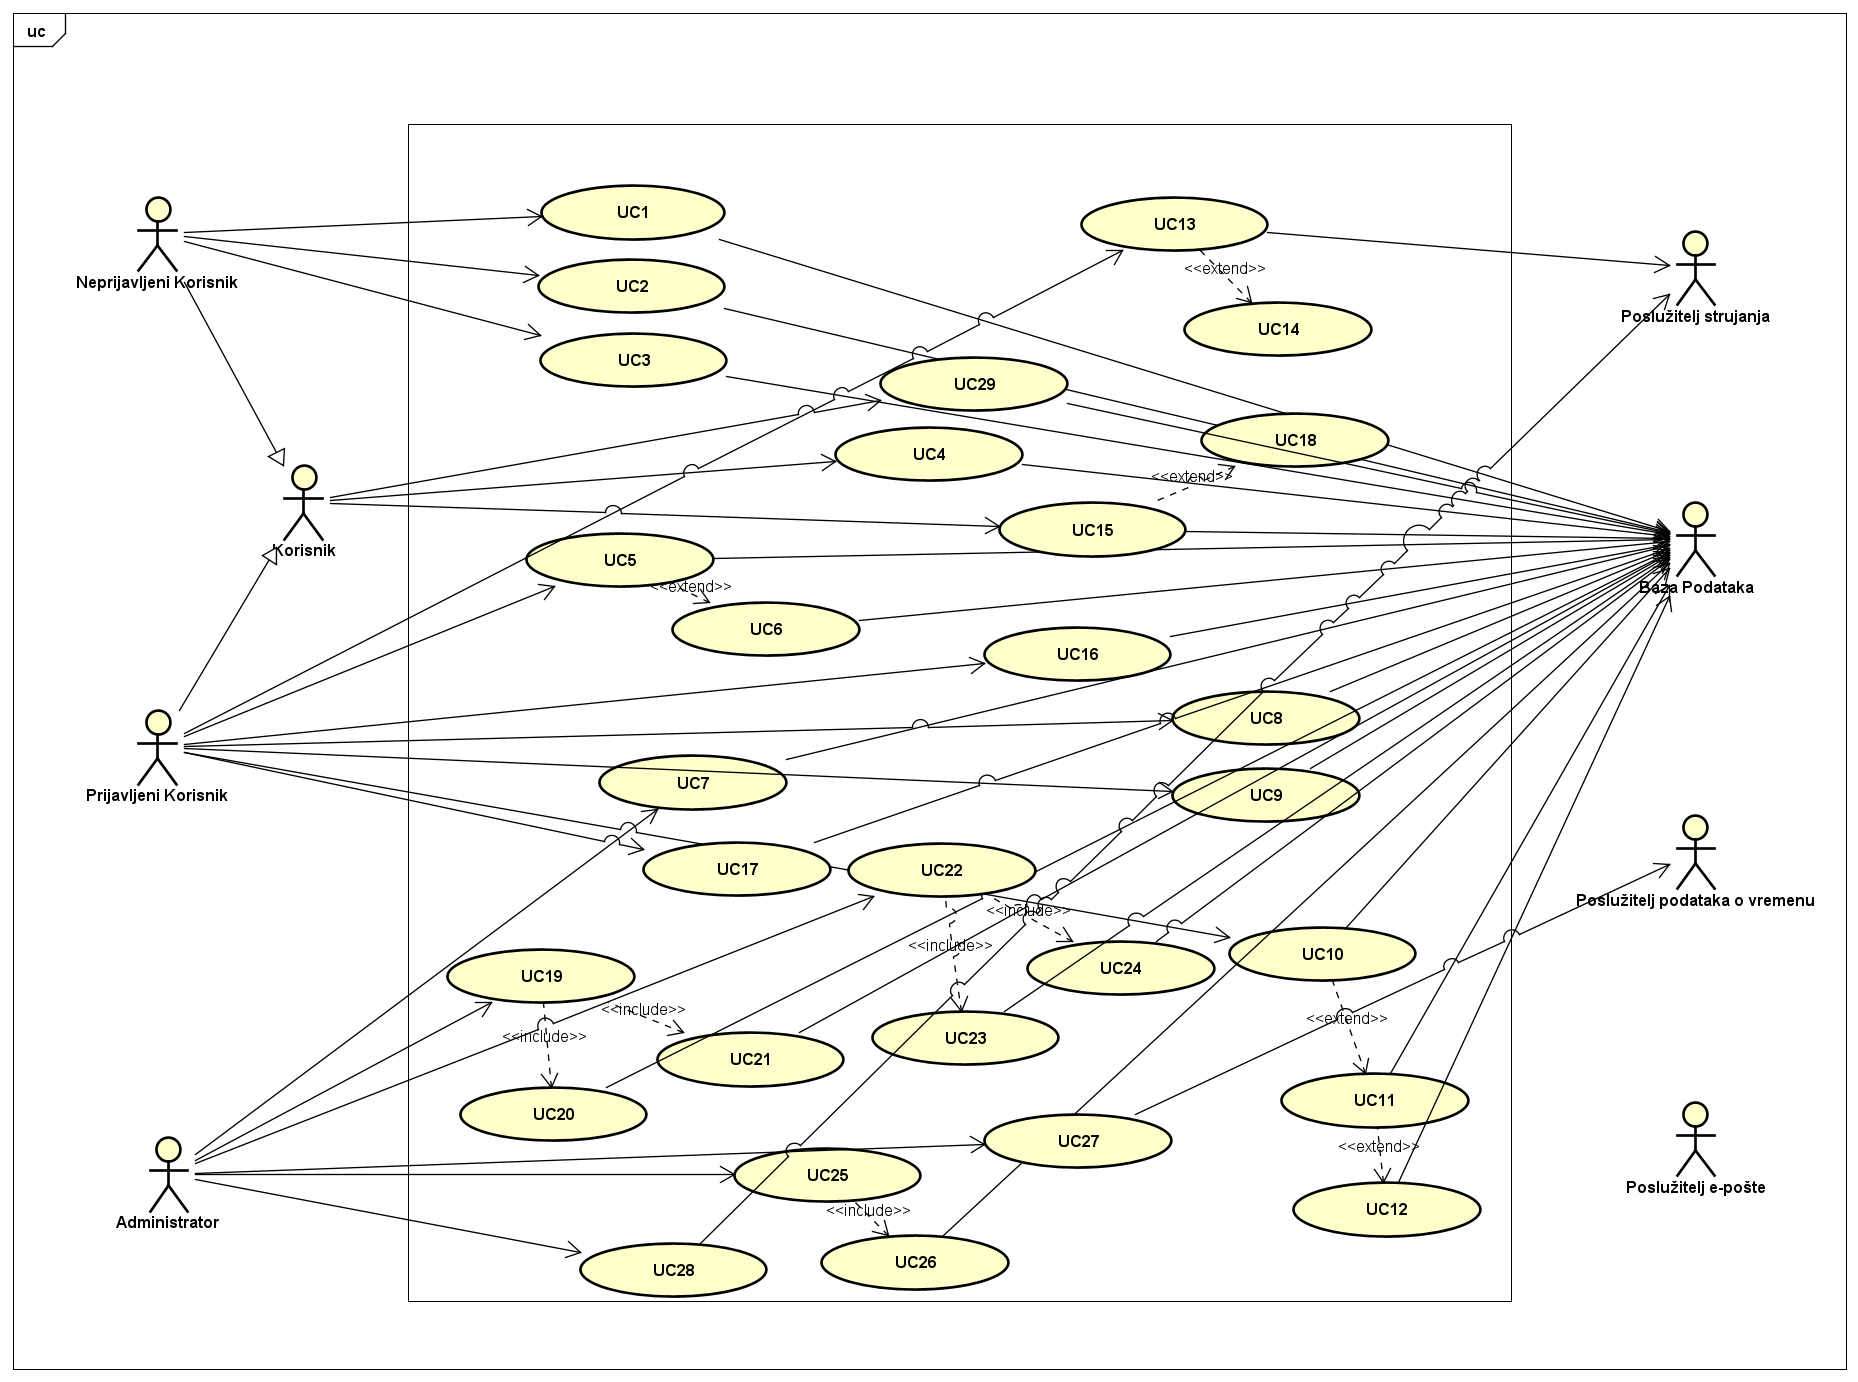 uc
UC1
Neprijavljeni Korisnik
UC2
UC3
UC13
<<extend>>
UC14
Poslužitelj strujanja
UC29
UC4
UC18
<<extend>>
UC15
Korisnik
UC5
<<extend>>
UC6
Baza Podataka
UC16
UC8
Prijavljeni Korisnik
UC7
UC9
UC17
UC22
<<include>>
<<include>>
Poslužitelj podataka o vremenu
UC19
<<include>>
<<include>>
UC24
UC10
UC23
<<extend>>
UC21
UC20
UC11
<<extend>>
UC27
UC25
<<include>>
Poslužitelj e-pošte
UC12
Administrator
UC28
UC26